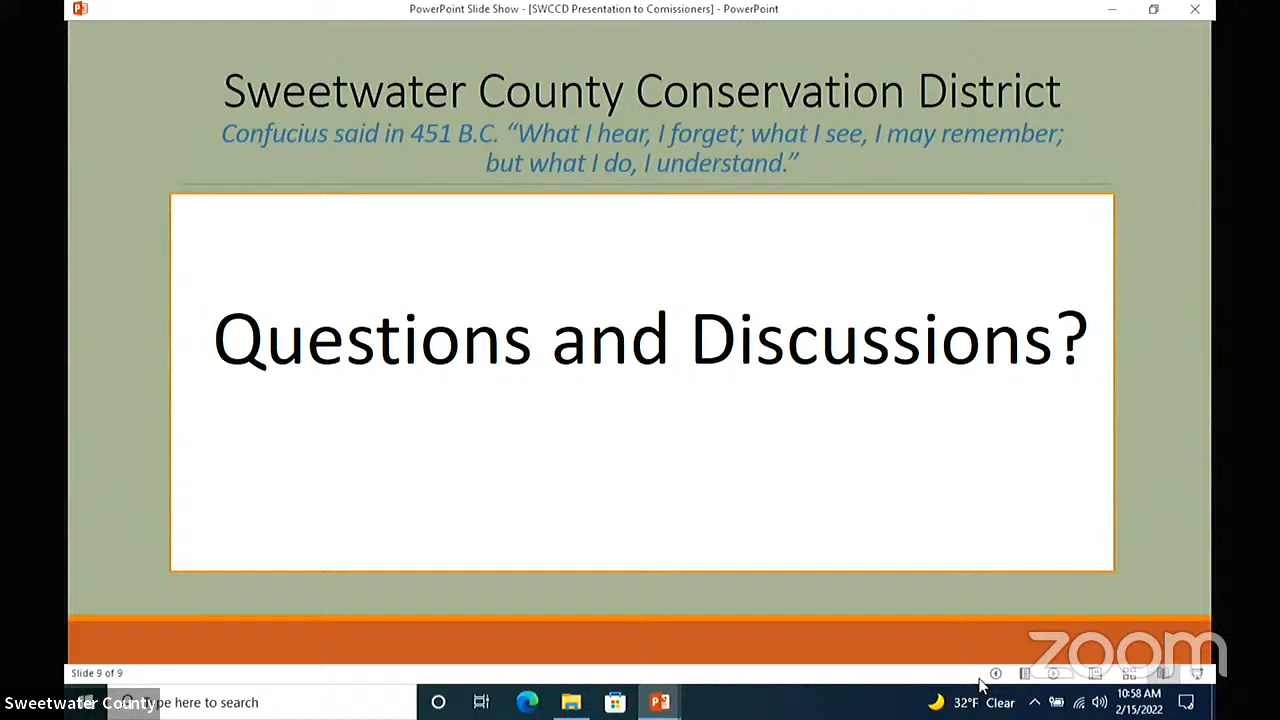 PowerPoint Slide Show - [SWCCD Presentation to Comissioners] - PowerPoint
Sweetwater County Conservation District
Confucius said in 451 B.C. “What I hear, I forget; what I see, I may remember;
but what I do, I understand.”
Questions and Discussions?
zoom
Slide 9 of 9
Sweetwater County
ype here to search
32°F Clear
10:58 AM
2/15/2022